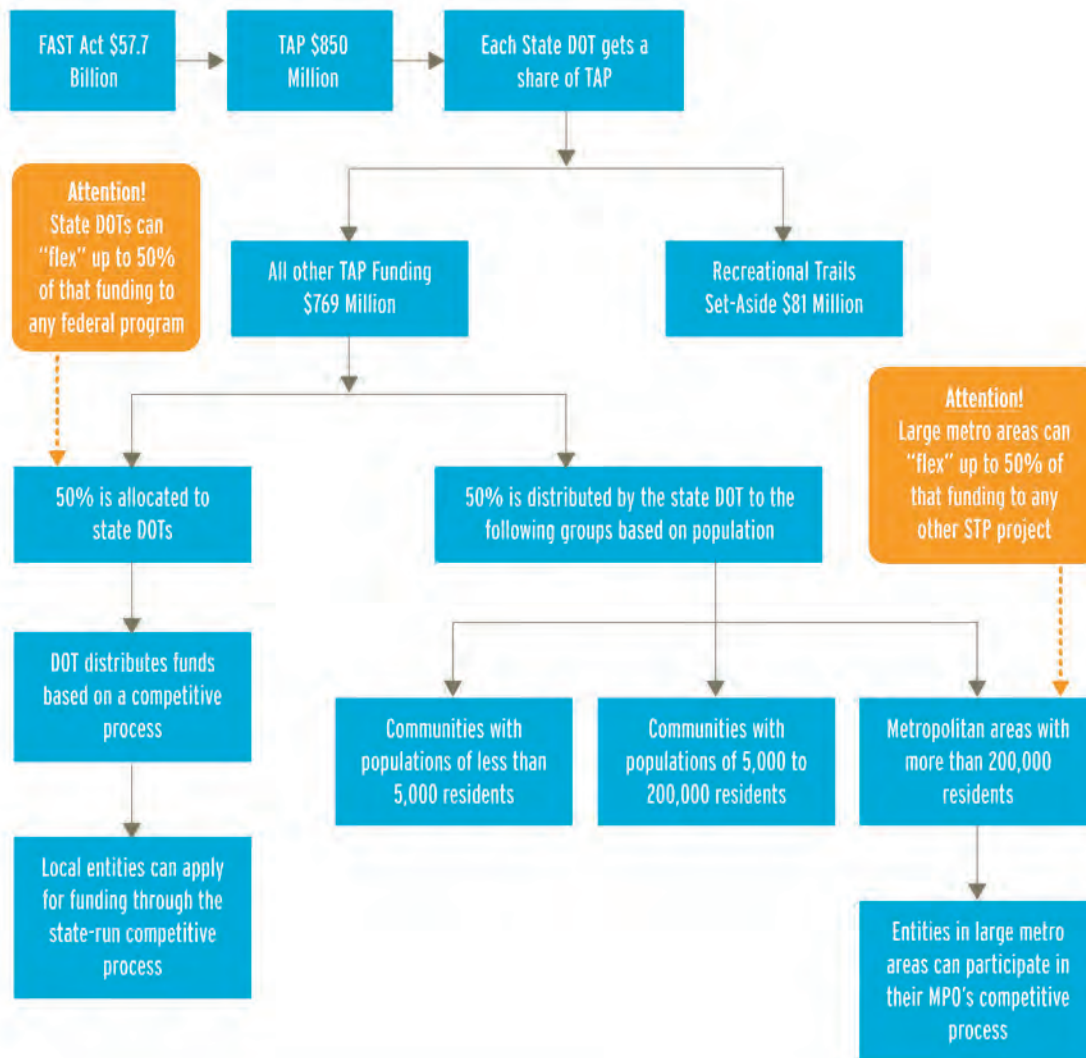 FAST Act $57.7
Billion
TAP $850
Million
Each State DOT gets a
share of TAP
Attention!
State DOTs can
“flex” up to 50%
of that funding to
any federal program
All other TAP Funding
$769 Million
Recreational Trails
Set-Aside $81 Million
Attention!
Large metro areas can
“flex” up to 50% of
that funding to any
other STP project
50% is allocated to
state DOTs
50% is distributed by the state DOT to the
following groups based on population
DOT distributes funds
based on a competitive
process
Communities with
populations of less than
5,000 residents
Communities with
populations of 5,000 to
200,000 residents
Metropolitan areas with
more than 200,000
residents
Local entities can apply
for funding through the
state-run competitive
process
Entities in large metro
areas can participate in
their MPO’s competitive
process